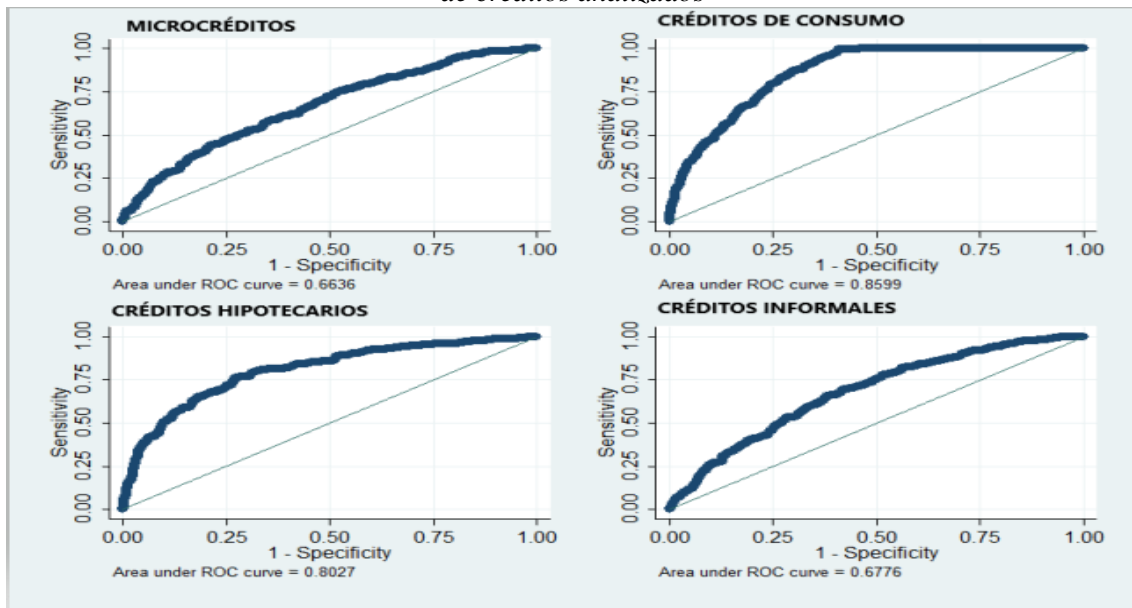 de créditos analizados
MICROCRÉDITOS
Sensitivity
0.00 0.25 0.50 0.75 1.00
0.00 0.25 0.50 0.75 1.00
1 - Specificity
Area under ROC curve = 0.6636
CRÉDITOS DE CONSUMO
Sensitivity
0.00 0.25 0.50 0.75 1.00
0.00 0.25 0.50 0.75 1.00
1 - Specificity
Area under ROC curve = 0.8599
CRÉDITOS HIPOTECARIOS
Sensitivity
0.00 0.25 0.50 0.75 1.00
0.00 0.25 0.50 0.75 1.00
1 - Specificity
Area under ROC curve = 0.8027
CRÉDITOS INFORMALES
Sensitivity
0.00 0.25 0.50 0.75 1.00
0.00 0.25 0.50 0.75 1.00
1 - Specificity
Area under ROC curve = 0.6776